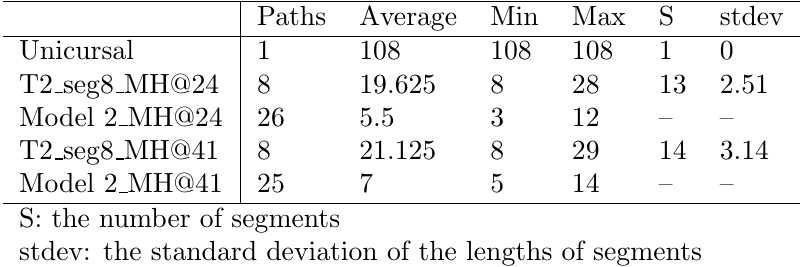 Paths Average Min Max S stdev
Unicursal 1 108 108 108 1 0
T2_seg8_MH@24 8 19.625 8 28 13 2.51
Model 2_MH@24 26 5.5 3 12 – –
T2_seg8_MH@41 8 21.125 8 29 14 3.14
Model 2_MH@41 25 7 5 14 – –
S: the number of segments
stdev: the standard deviation of the lengths of segments